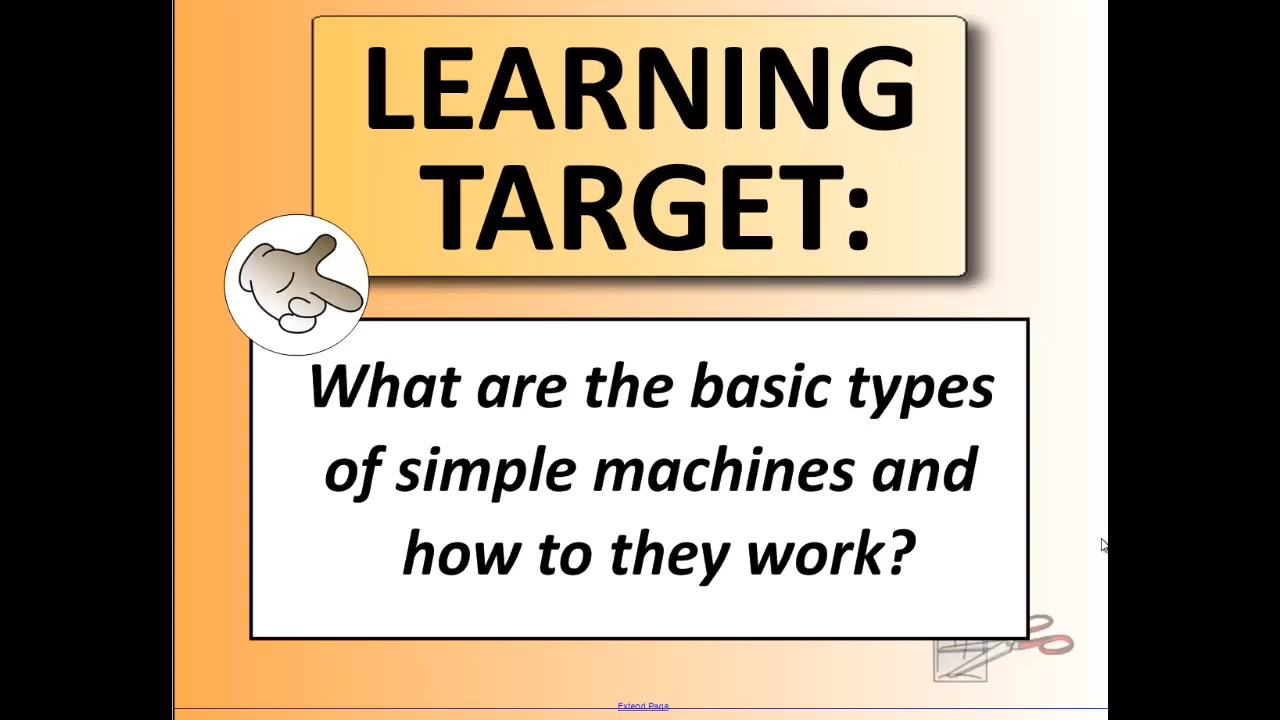 LEARNING
TARGET:
What are the basic types
of simple machines and
how to they work?
Extend Page